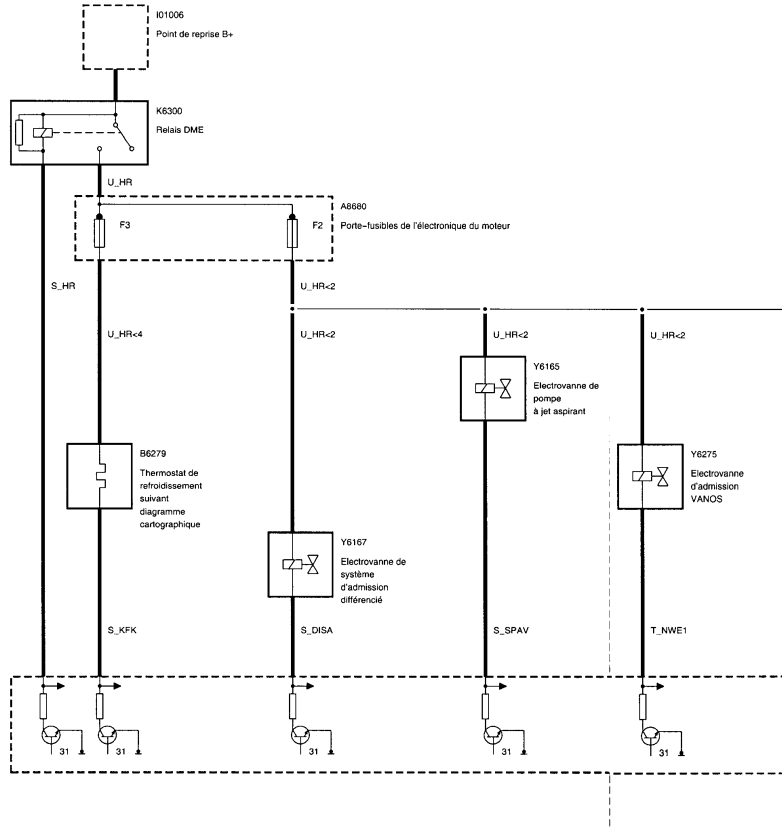 I01006
Point de reprise B+
K6300
Relais DME
U_HR
A8680
F3
F2
Porte-fusibles de l'électronique du moteur
S_HR
U_HR<2
U_HR<4
U_HR<2
U_HR<2
U_HR<2
Y6165
Electrovanne de
pompe
à jet aspirant
B6279
Thermostat de
refroidissement
suivant
diagramme
cartographique
Y6275
Electrovanne
d'admission
VANOS
Y6167
Electrovanne de
système
d'admission
différencié
S_KFK
S_DISA
S_SPAV
T_NWE1
31
31
31
31
31